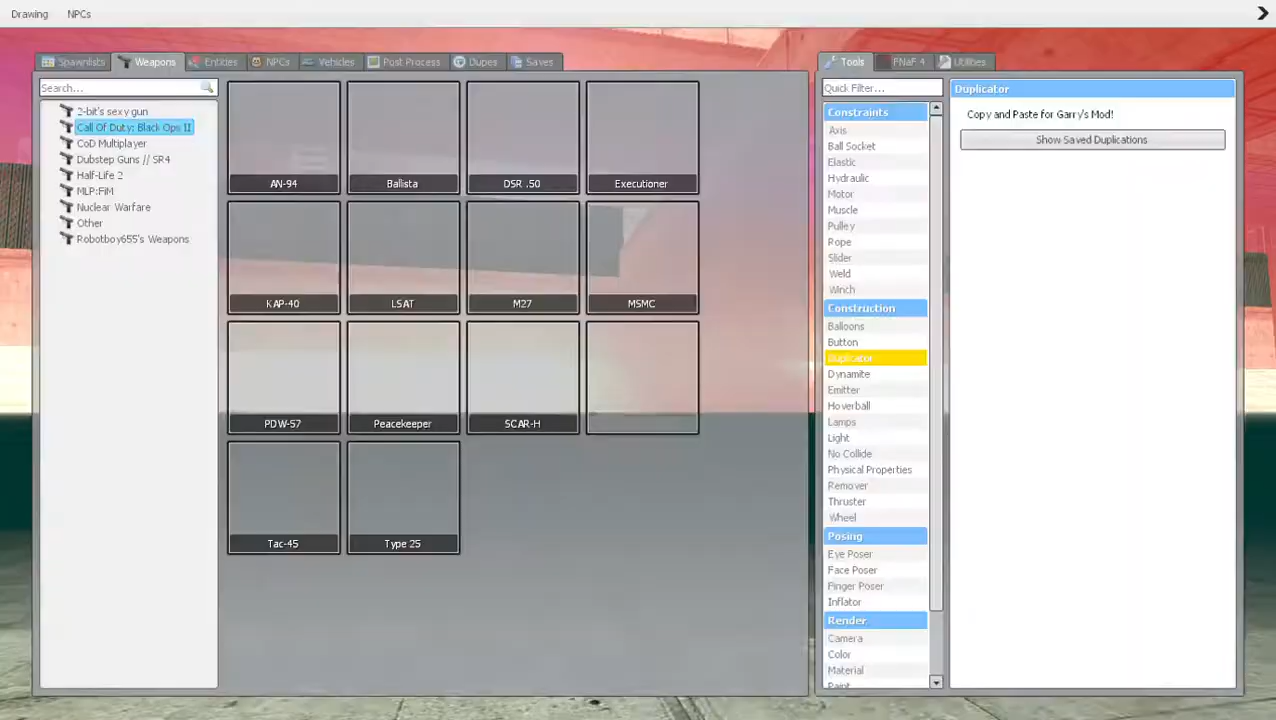 Drawing NPCs
Spawnlists Weapons Entities NPCs Vehicles Post Process Dupes Saves
Search...
2-bit's sexy gun
Call Of Duty: Black Ops II
CoD Multiplayer
Dubstep Guns // SR4
Half-Life 2
MLP:FiM
Nuclear Warfare
Other
Robotboy655's Weapons
AN-94 Ballista DSR .50 Executioner
KAP-40 LSAT M27 MSMC
PDW-57 Peacekeeper SCAR-H
Tac-45 Type 25
Tools FNaF 4 Utilities
Quick Filter...
Constraints
Axis
Ball Socket
Elastic
Hydraulic
Motor
Muscle
Pulley
Rope
Slider
Weld
Winch
Construction
Balloons
Button
Duplicator
Dynamite
Emitter
Hoverball
Lamps
Light
No Collide
Physical Properties
Remover
Thruster
Wheel
Posing
Eye Poser
Face Poser
Finger Poser
Inflator
Render
Camera
Color
Material
Paint
Duplicator
Copy and Paste for Garry's Mod!
Show Saved Duplications